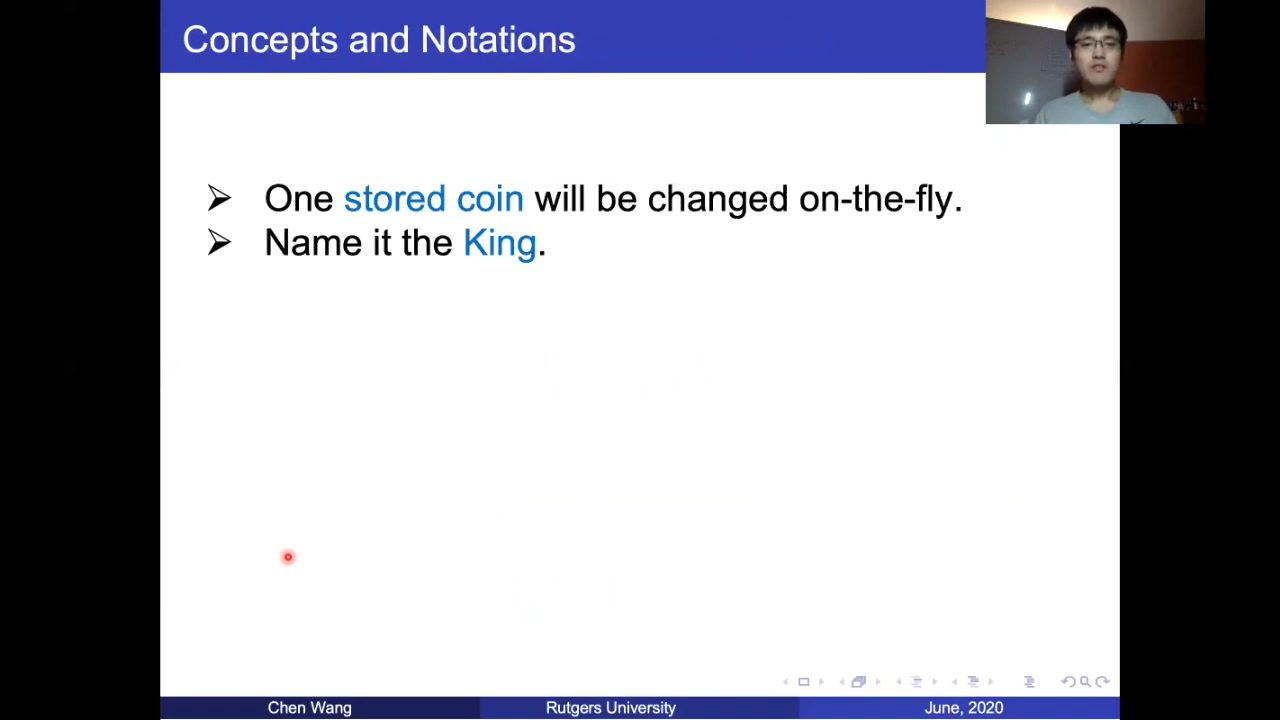 Concepts and Notations
One stored coin will be changed on-the-fly.
Name it the King.
Chen Wang Rutgers University June, 2020